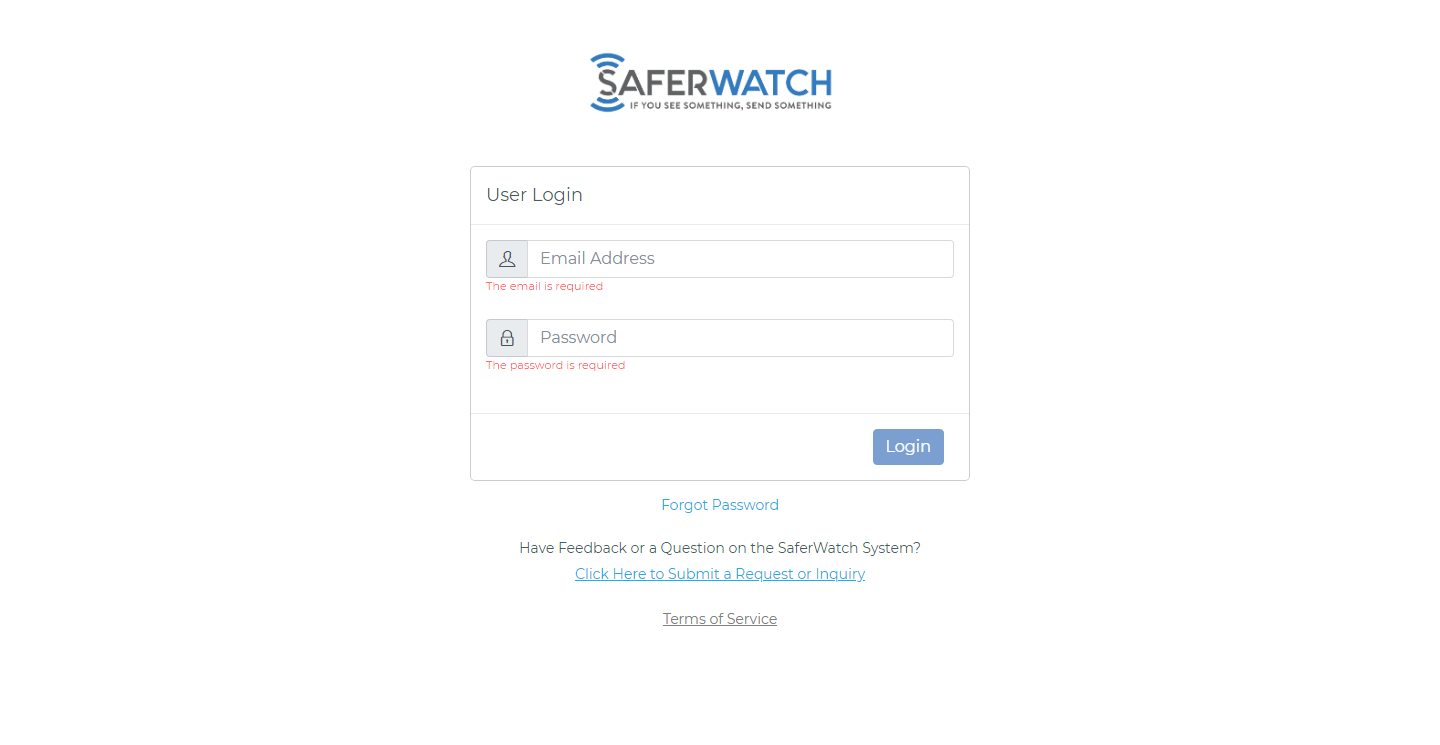 SAFERWATCH
IF YOU SEE SOMETHING, SEND SOMETHING
User Login
Email Address
The email is required
Password
The password is required
Login
Forgot Password
Have Feedback or a Question on the SaferWatch System?
Click Here to Submit a Request or Inquiry
Terms of Service